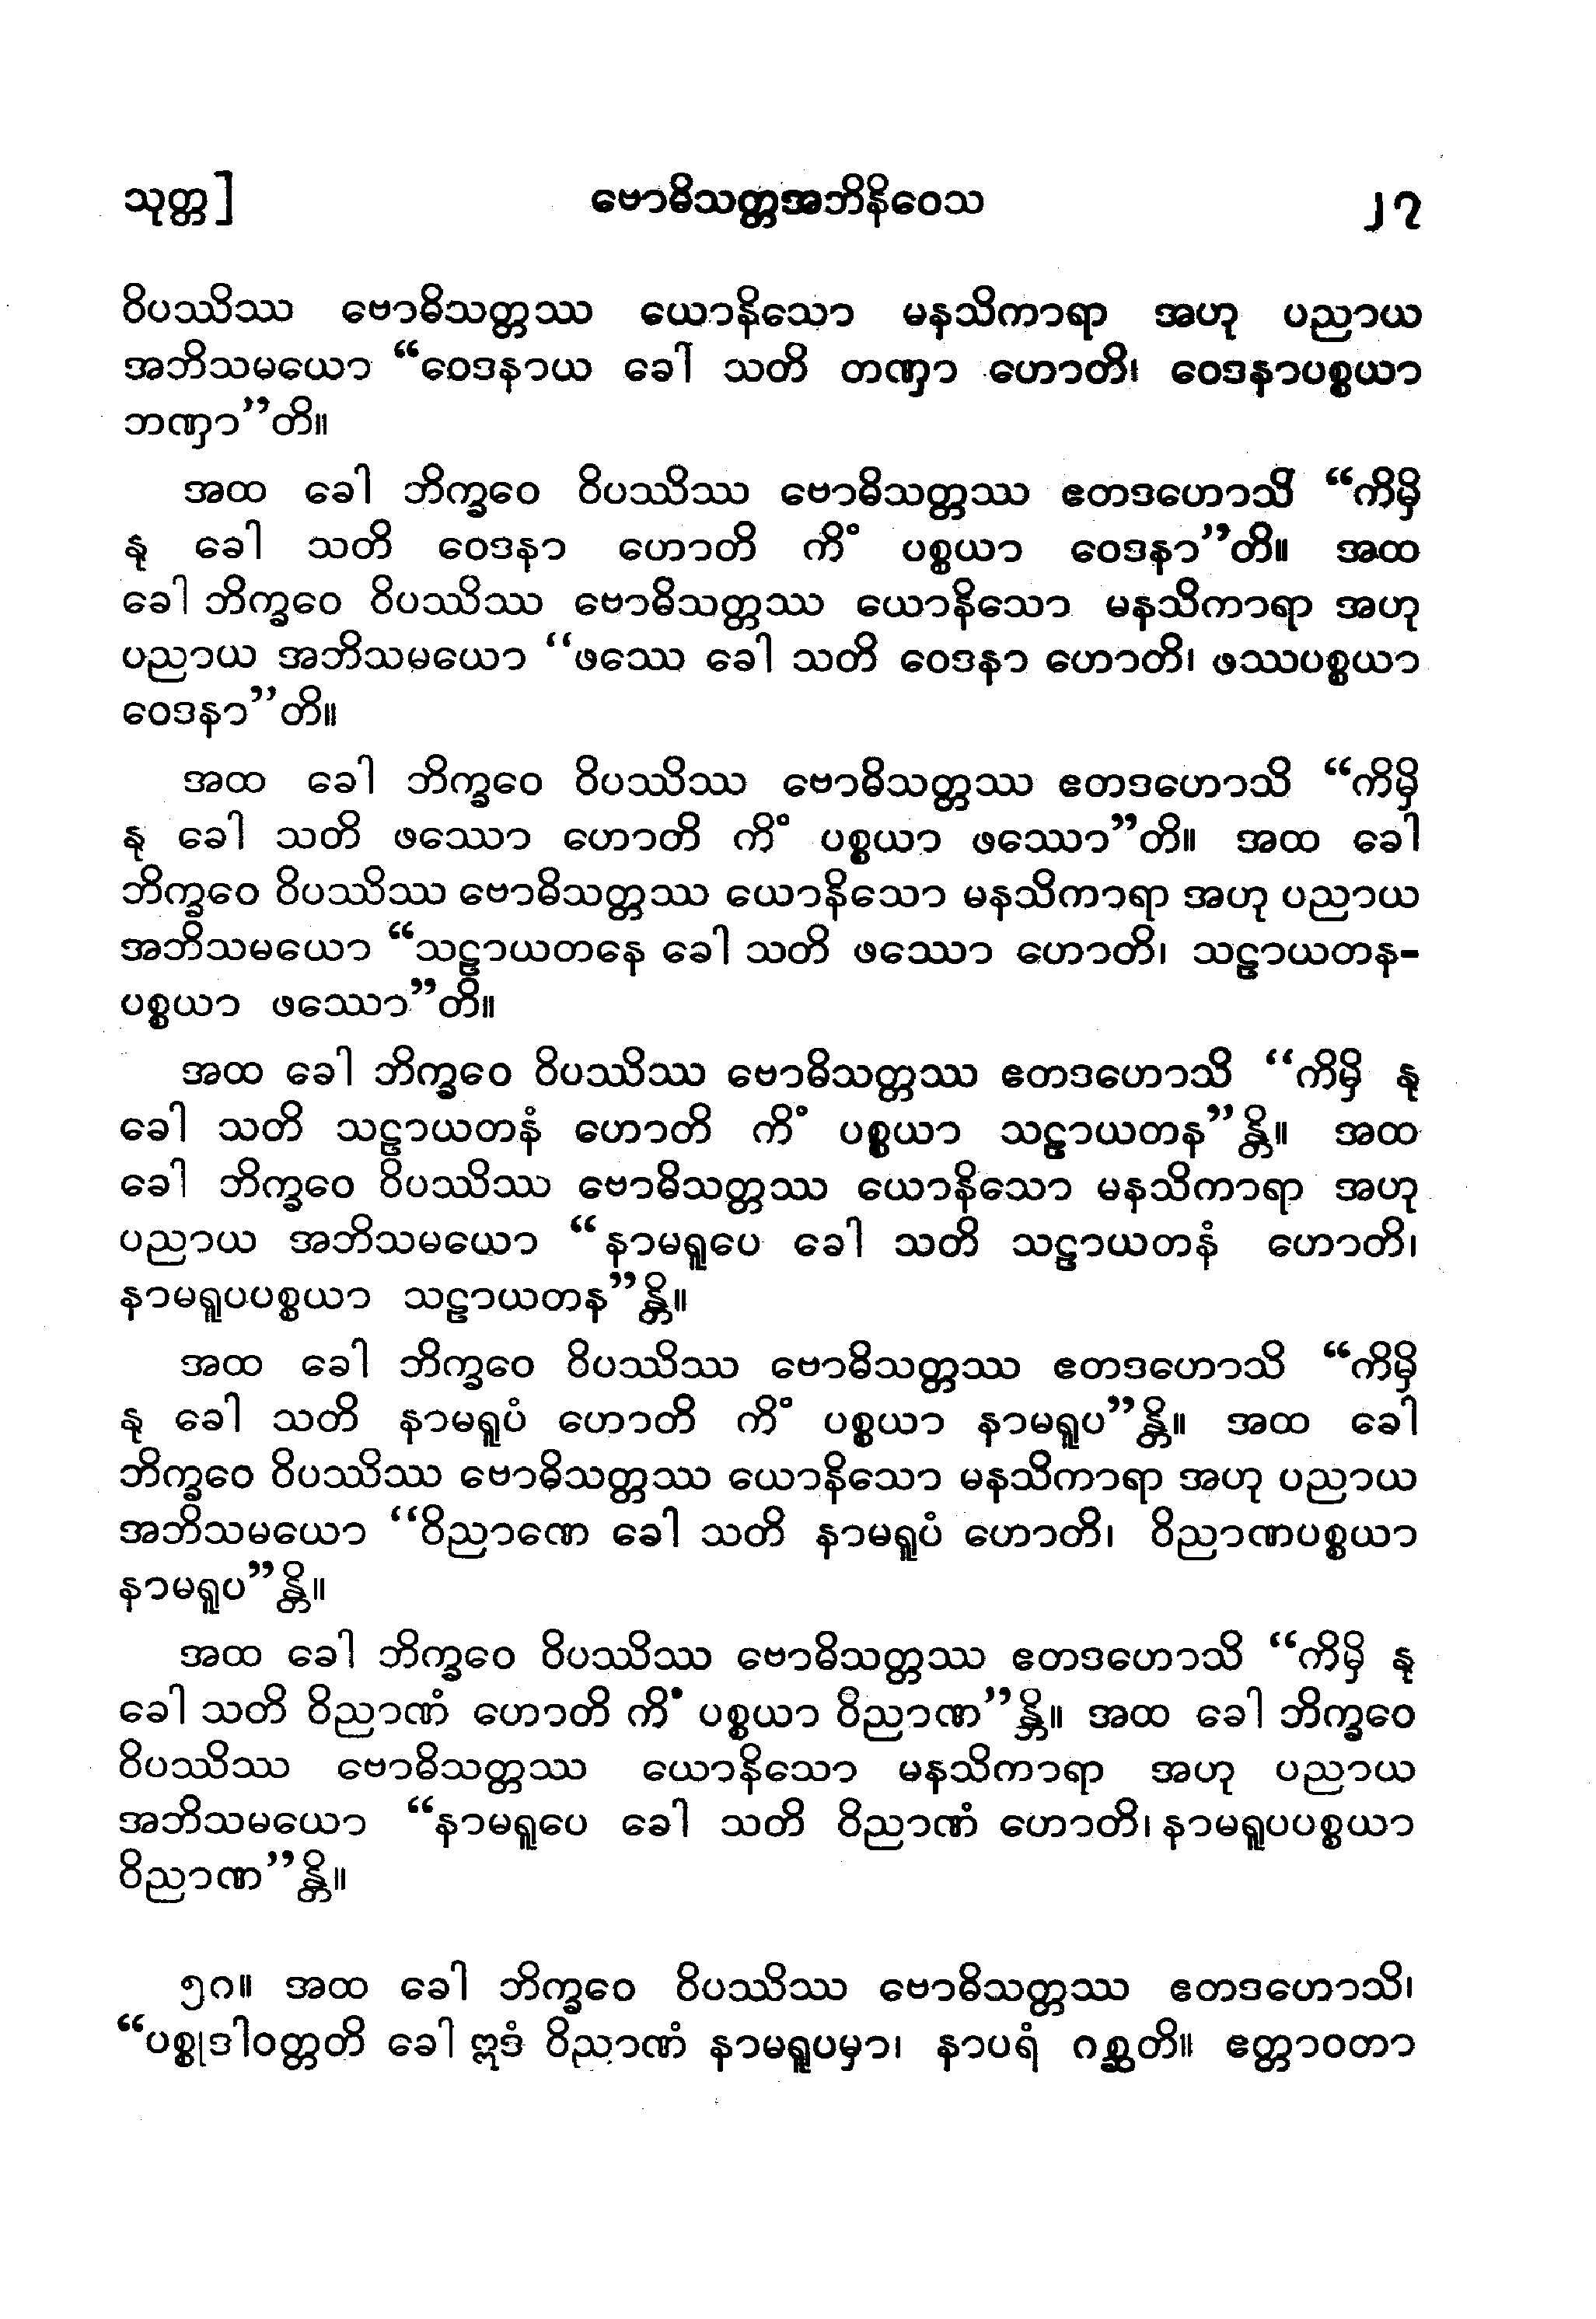 သုတ္တ] ဗောဓိသတ္တအဘိနိဝေသ ၂၇
ဝိပဿိဿ ဗောဓိသတ္တဿ ယောနိသော မနသိကာရာ အဟု ပညာယ
အဘိသမယော “ဝေဒနာယ ခေါ သတိ တဏှာ ဟောတိ၊ ဝေဒနာပစ္စယာ
ဘဏှာ”တိ။
အထ ခေါ ဘိက္ခဝေ ဝိပဿိဿ ဗောဓိသတ္တဿ ဧတဒဟောသိ “ကိမှိ
နု ခေါ သတိ ဝေဒနာ ဟောတိ ကိံ ပစ္စယာ ဝေဒနာ”တိ။ အထ
ခေါ ဘိက္ခဝေ ဝိပဿိဿ ဗောဓိသတ္တဿ ယောနိသော မနသိကာရာ အဟု
ပညာယ အဘိသမယော “ဖဿေ ခေါ သတိ ဝေဒနာ ဟောတိ၊ ဖဿပစ္စယာ
ဝေဒနာ”တိ။
အထ ခေါ ဘိက္ခဝေ ဝိပဿိဿ ဗောဓိသတ္တဿ ဧတဒဟောသိ “ကိမှိ
နု ခေါ သတိ ဖဿော ဟောတိ ကိံ ပစ္စယာ ဖဿော”တိ။ အထ ခေါ
ဘိက္ခဝေ ဝိပဿိဿ ဗောဓိသတ္တဿ ယောနိသော မနသိကာရာ အဟု ပညာယ
အဘိသမယော “သဠာယတနေ ခေါ သတိ ဖဿော ဟောတိ၊ သဠာယတန-
ပစ္စယာ ဖဿော”တိ။
အထ ခေါ ဘိက္ခဝေ ဝိပဿိဿ ဗောဓိသတ္တဿ ဧတဒဟောသိ “ကိမှိ နု
ခေါ သတိ သဠာယတနံ ဟောတိ ကိံ ပစ္စယာ သဠာယတန”န္တိ။ အထ
ခေါ ဘိက္ခဝေ ဝိပဿိဿ ဗောဓိသတ္တဿ ယောနိသော မနသိကာရာ အဟု
ပညာယ အဘိသမယော “နာမရူပေ ခေါ သတိ သဠာယတနံ ဟောတိ၊
နာမရူပပစ္စယာ သဠာယတန”န္တိ။
အထ ခေါ ဘိက္ခဝေ ဝိပဿိဿ ဗောဓိသတ္တဿ ဧတဒဟောသိ “ကိမှိ
နု ခေါ သတိ နာမရူပံ ဟောတိ ကိံ ပစ္စယာ နာမရူပ”န္တိ။ အထ ခေါ
ဘိက္ခဝေ ဝိပဿိဿ ဗောဓိသတ္တဿ ယောနိသော မနသိကာရာ အဟု ပညာယ
အဘိသမယော “ဝိညာဏေ ခေါ သတိ နာမရူပံ ဟောတိ၊ ဝိညာဏပစ္စယာ
နာမရူပ”န္တိ။
အထ ခေါ ဘိက္ခဝေ ဝိပဿိဿ ဗောဓိသတ္တဿ ဧတဒဟောသိ “ကိမှိ နု
ခေါ သတိ ဝိညာဏံ ဟောတိ ကိံ ပစ္စယာ ဝိညာဏ”န္တိ။ အထ ခေါ ဘိက္ခဝေ
ဝိပဿိဿ ဗောဓိသတ္တဿ ယောနိသော မနသိကာရာ အဟု ပညာယ
အဘိသမယော “နာမရူပေ ခေါ သတိ ဝိညာဏံ ဟောတိ၊ နာမရူပပစ္စယာ
ဝိညာဏ”န္တိ။
၅၈။ အထ ခေါ ဘိက္ခဝေ ဝိပဿိဿ ဗောဓိသတ္တဿ ဧတဒဟောသိ၊
“ပစ္စုဒါဝတ္တတိ ခေါ ဣဒံ ဝိညာဏံ နာမရူပမှာ၊ နာပရံ ဂစ္ဆတိ။ ဧတ္တာဝတာ